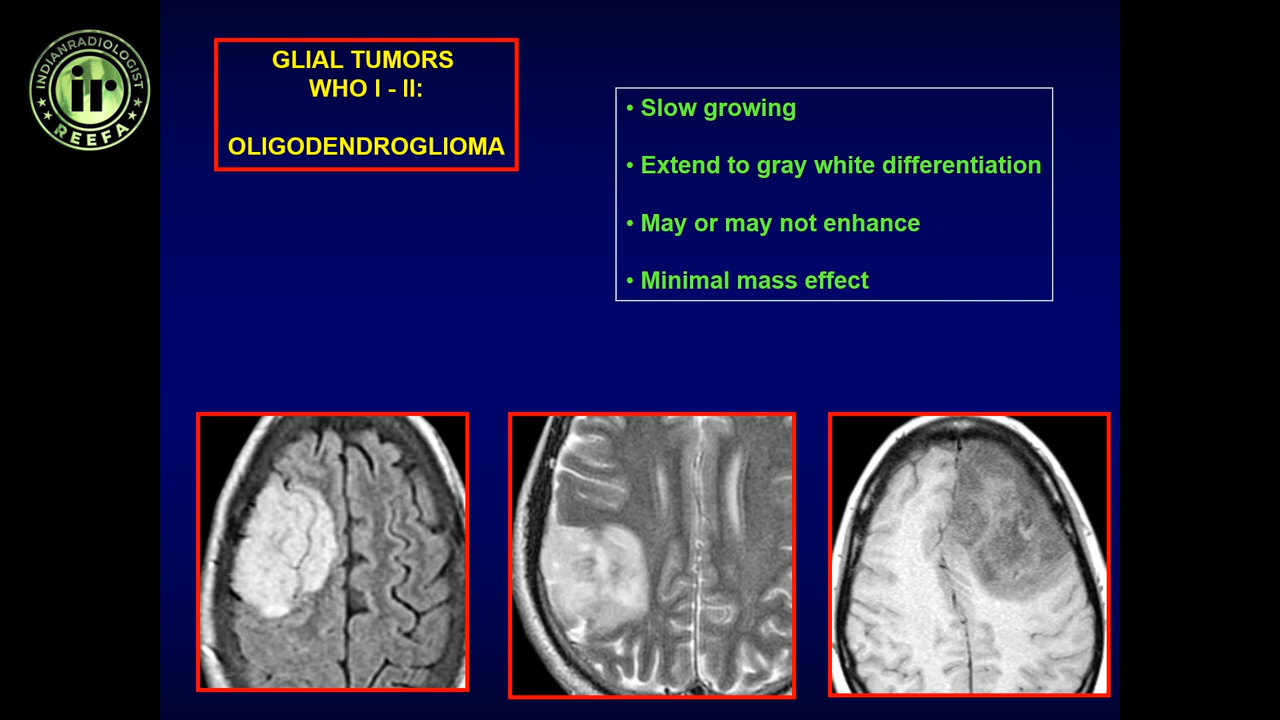 INDIANRADIOLOGIST
ir
REEFA
GLIAL TUMORS
WHO I - II:
OLIGODENDROGLIOMA
• Slow growing
• Extend to gray white differentiation
• May or may not enhance
• Minimal mass effect